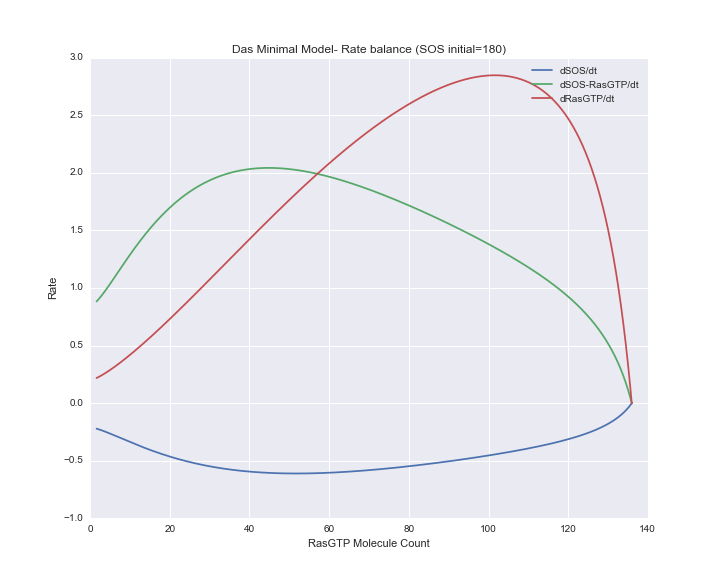 Das Minimal Model- Rate balance (SOS initial=180)
3.0
2.5
2.0
1.5
1.0
0.5
0.0
−0.5
−1.0
Rate
dSOS/dt
dSOS-RasGTP/dt
dRasGTP/dt
0 20 40 60 80 100 120 140
RasGTP Molecule Count